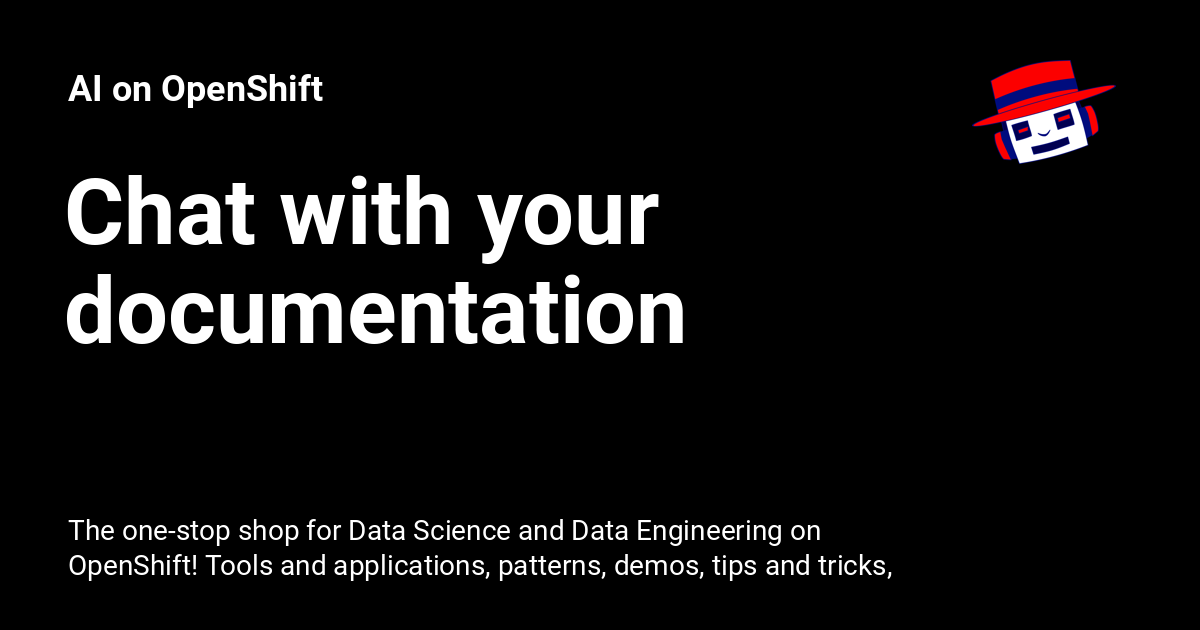 AI on OpenShift
Chat with your
documentation
The one-stop shop for Data Science and Data Engineering on
OpenShift! Tools and applications, patterns, demos, tips and tricks,